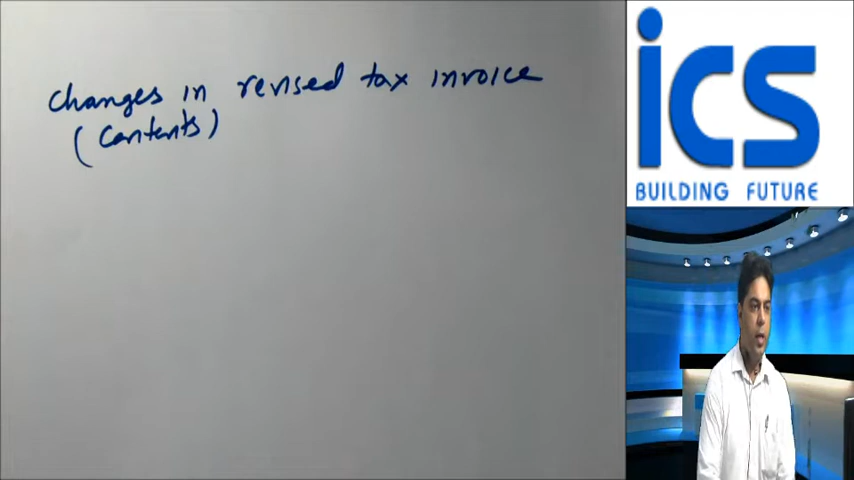 changes in revised tax invoice
(contents)
iCS
BUILDING FUTURE